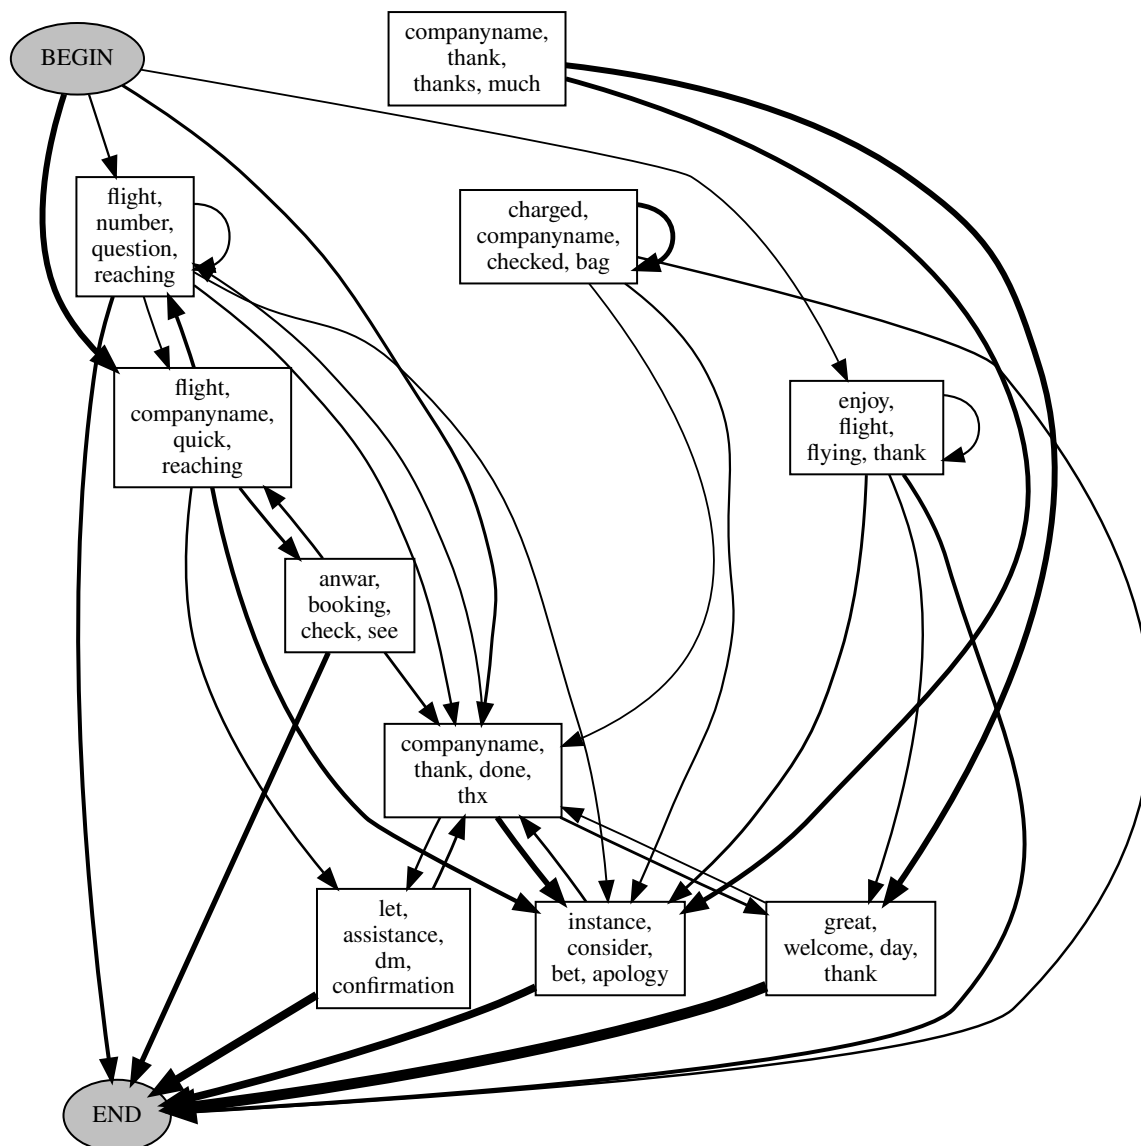 BEGIN
companyname,
thank,
thanks, much
flight,
number,
question,
reaching
charged,
companyname,
checked, bag
flight,
companyname,
quick,
reaching
enjoy,
flight,
flying, thank
anwar,
booking,
check, see
companyname,
thank, done,
thx
let,
assistance,
dm,
confirmation
instance,
consider,
bet, apology
great,
welcome, day,
thank
END